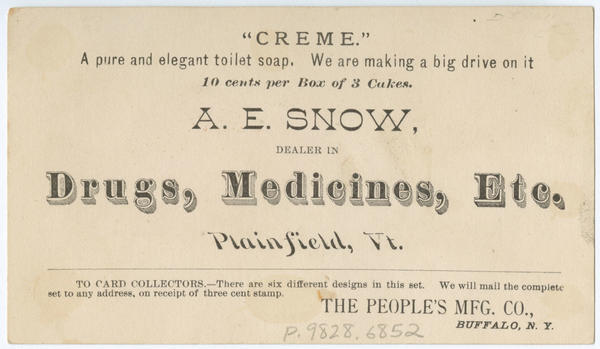 "CREME."
A pure and elegant toilet soap. We are making a big drive on it
10 cents per Box of 3 Cakes.
A. E. SNOW,
DEALER IN
Drugs, Medicines, Etc.
Plainfield, Vt.
TO CARD COLLECTORS.—There are six different designs in this set. We will mail the complete
set to any address, on receipt of three cent stamp.
THE PEOPLE'S MFG. CO.,
BUFFALO, N. Y.
P.9828.6852